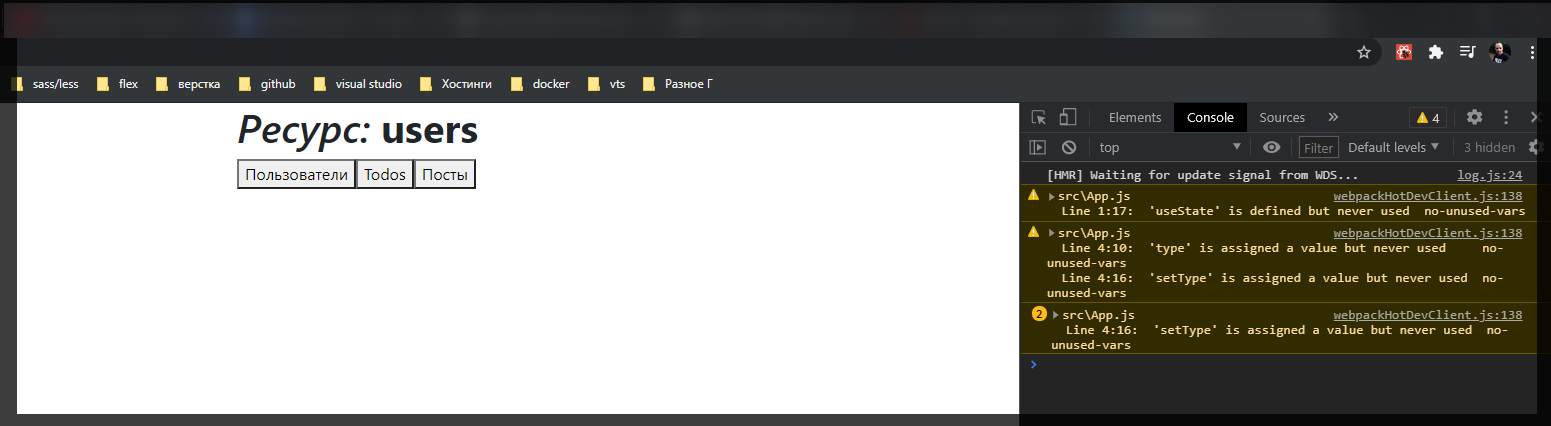 sass/less flex верстка github visual studio Хостинги docker vts Разное Г
Ресурс: users
Пользователи Todos Посты
Elements Console Sources » 4
top Filter Default levels 3 hidden
[HMR] Waiting for update signal from WDS... log.js:24
src\App.js webpackHotDevClient.js:138
Line 1:17: 'useState' is defined but never used no-unused-vars
src\App.js webpackHotDevClient.js:138
Line 4:10: 'type' is assigned a value but never used no-
unused-vars
Line 4:16: 'setType' is assigned a value but never used no-
unused-vars
2 src\App.js webpackHotDevClient.js:138
Line 4:16: 'setType' is assigned a value but never used no-
unused-vars